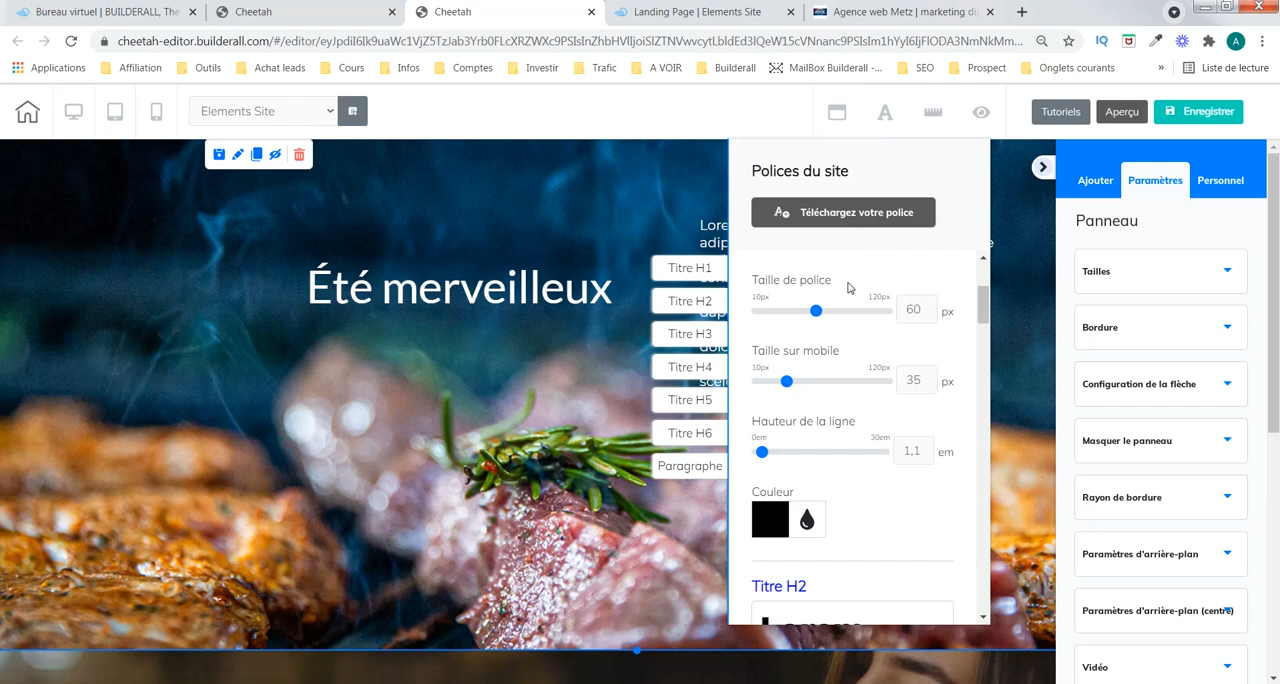 Bureau virtuel | BUILDERALL, The
Cheetah
Cheetah
Landing Page | Elements Site
Agence web Metz | marketing di
cheetah-editor.builderall.com/#/editor/
Applications
Affiliation
Outils
Achat leads
Cours
Infos
Comptes
Investir
Trafic
A VOIR
Builderall
MailBox Builderall -...
SEO
Prospect
Onglets courants
»
Liste de lecture
Elements Site
Tutoriels
Aperçu
Enregistrer
Polices du site
Téléchargez votre police
Ajouter
Paramètres
Personnel
Panneau
Lore
adip
Titre H1
Titre H2
Titre H3
Titre H4
Titre H5
Titre H6
Paragraphe
Été merveilleux
Taille de police
10px
120px
60
px
Taille sur mobile
10px
120px
35
px
Hauteur de la ligne
0em
30em
1,1
em
Couleur
Titre H2
Tailles
Bordure
Configuration de la flèche
Masquer le panneau
Rayon de bordure
Paramètres d'arrière-plan
Paramètres d'arrière-plan (centré)
Vidéo